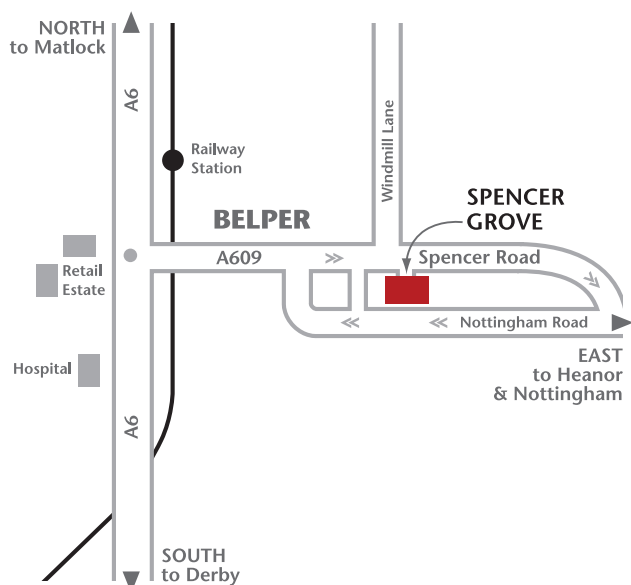 NORTH
to Matlock
A6
Railway
Station
Windmill Lane
BELPER
SPENCER
GROVE
A609
Spencer Road
Retail
Estate
Nottingham Road
EAST
to Heanor
& Nottingham
Hospital
A6
SOUTH
to Derby